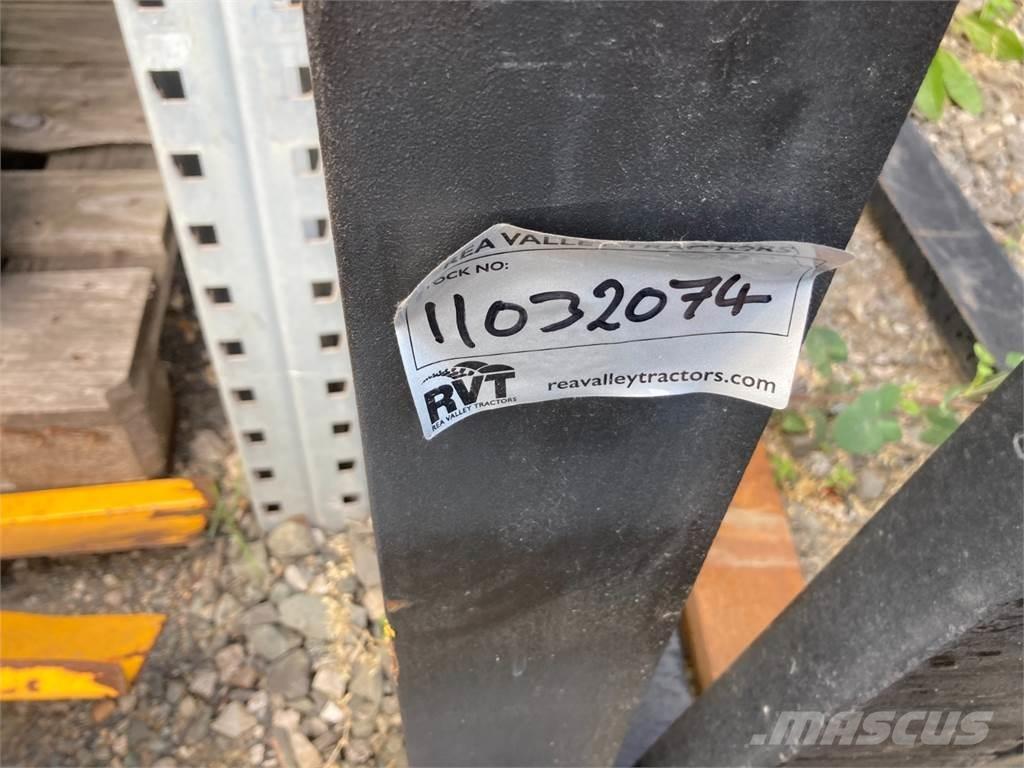 REA VALLEY TRACTORS
OCK NO:
11032074
RVT
REA VALLEY TRACTORS
reavalleytractors.com
MASCUS